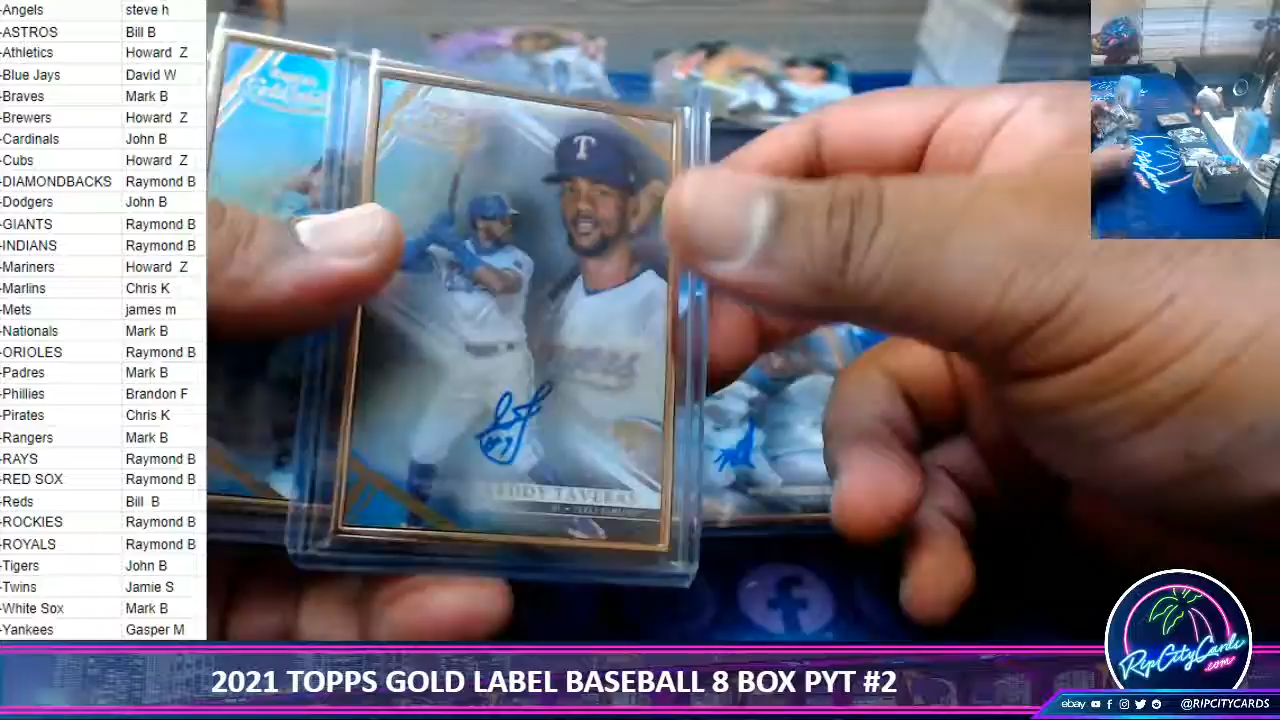 -Angels steve h
-ASTROS Bill B
-Athletics Howard Z
-Blue Jays David W
-Braves Mark B
-Brewers Howard Z
-Cardinals John B
-Cubs Howard Z
-DIAMONDBACKS Raymond B
-Dodgers John B
-GIANTS Raymond B
-INDIANS Raymond B
-Mariners Howard Z
-Marlins Chris K
-Mets james m
-Nationals Mark B
-ORIOLES Raymond B
-Padres Mark B
-Phillies Brandon F
-Pirates Chris K
-Rangers Mark B
-RAYS Raymond B
-RED SOX Raymond B
-Reds Bill B
-ROCKIES Raymond B
-ROYALS Raymond B
-Tigers John B
-Twins Jamie S
-White Sox Mark B
-Yankees Gasper M
T
TAVERAS
RipCityCards
.com
2021 TOPPS GOLD LABEL BASEBALL 8 BOX PYT #2
ebay @RIPCITYCARDS